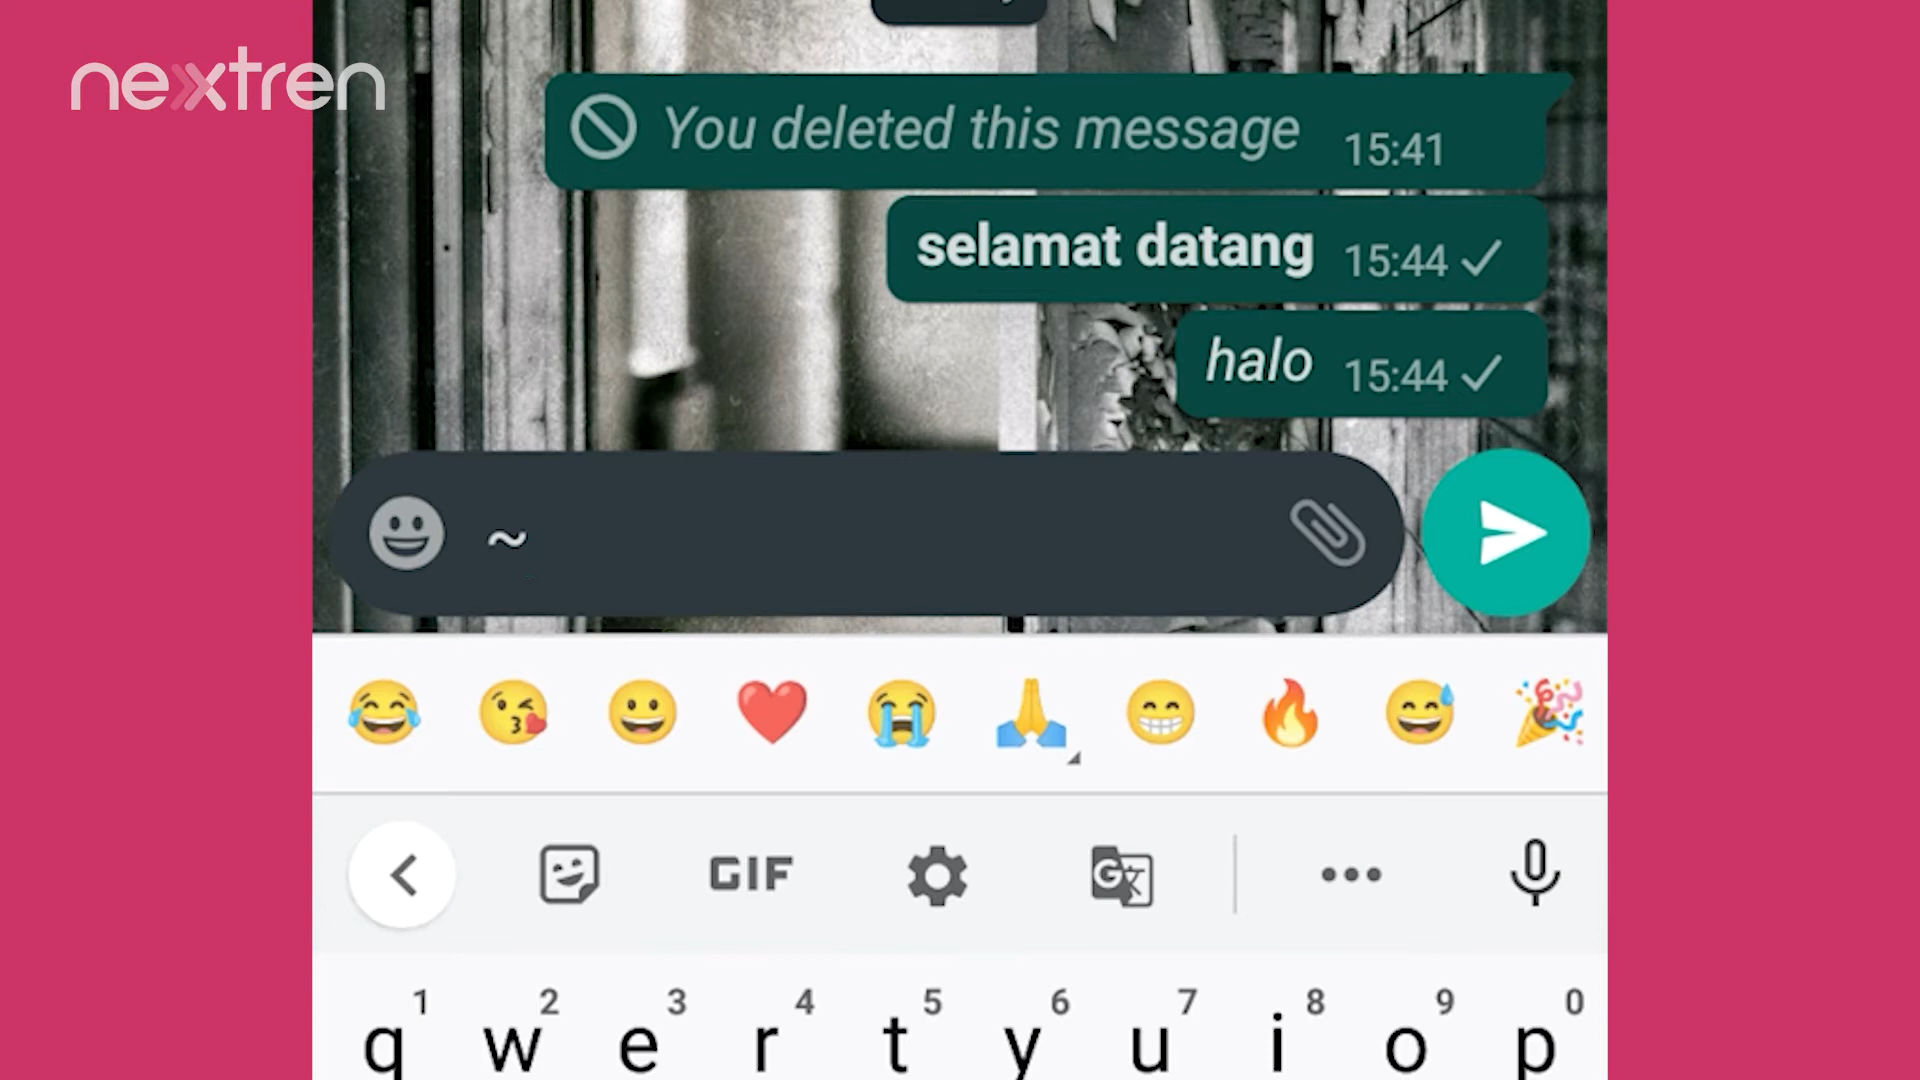 nextren
You deleted this message 15:41
selamat datang 15:44
halo 15:44
~
GIF
G
1 2 3 4 5 6 7 8 9 0
q w e r t y u i o p